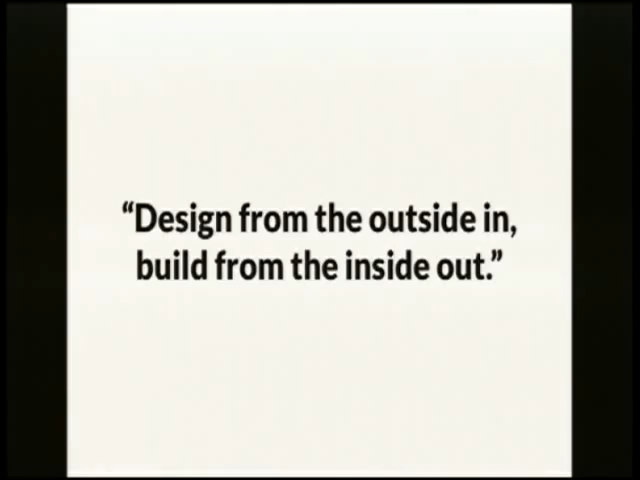 “Design from the outside in,
build from the inside out.”